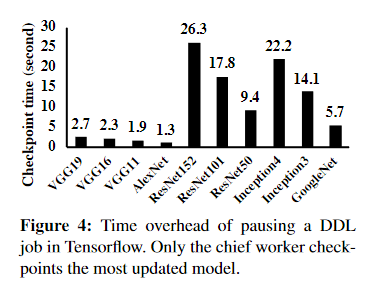 Checkpoint time (second)
30
25
20
15
10
5
0
2.7
2.3
1.9
1.3
26.3
17.8
9.4
22.2
14.1
5.7
VGG19
VGG16
VGG11
AlexNet
ResNet152
ResNet101
ResNet50
Inception4
Inception3
GoogleNet
Figure 4: Time overhead of pausing a DDL
job in Tensorflow. Only the chief worker check-
points the most updated model.